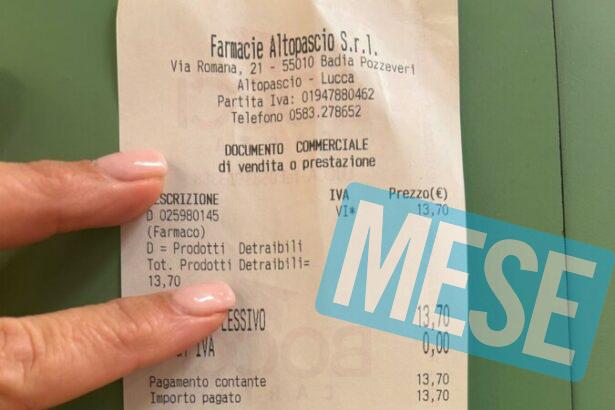 Farmacie Altopascio S.r.l.
Via Romana, 21 - 55010 Badia Pozzeveri
Altopascio - Lucca
Partita Iva: 01947880462
Telefono 0583.278652
DOCUMENTO COMMERCIALE
di vendita o prestazione
ESCRIZIONE IVA Prezzo(€)
D 025980145 VI* 13,70
(Farmaco)
D = Prodotti Detraibili
Tot. Prodotti Detraibili=
13,70
MESE
LESSIVO 13,70
IVA 0,00
Pagamento contante 13,70
Importo pagato 13,70